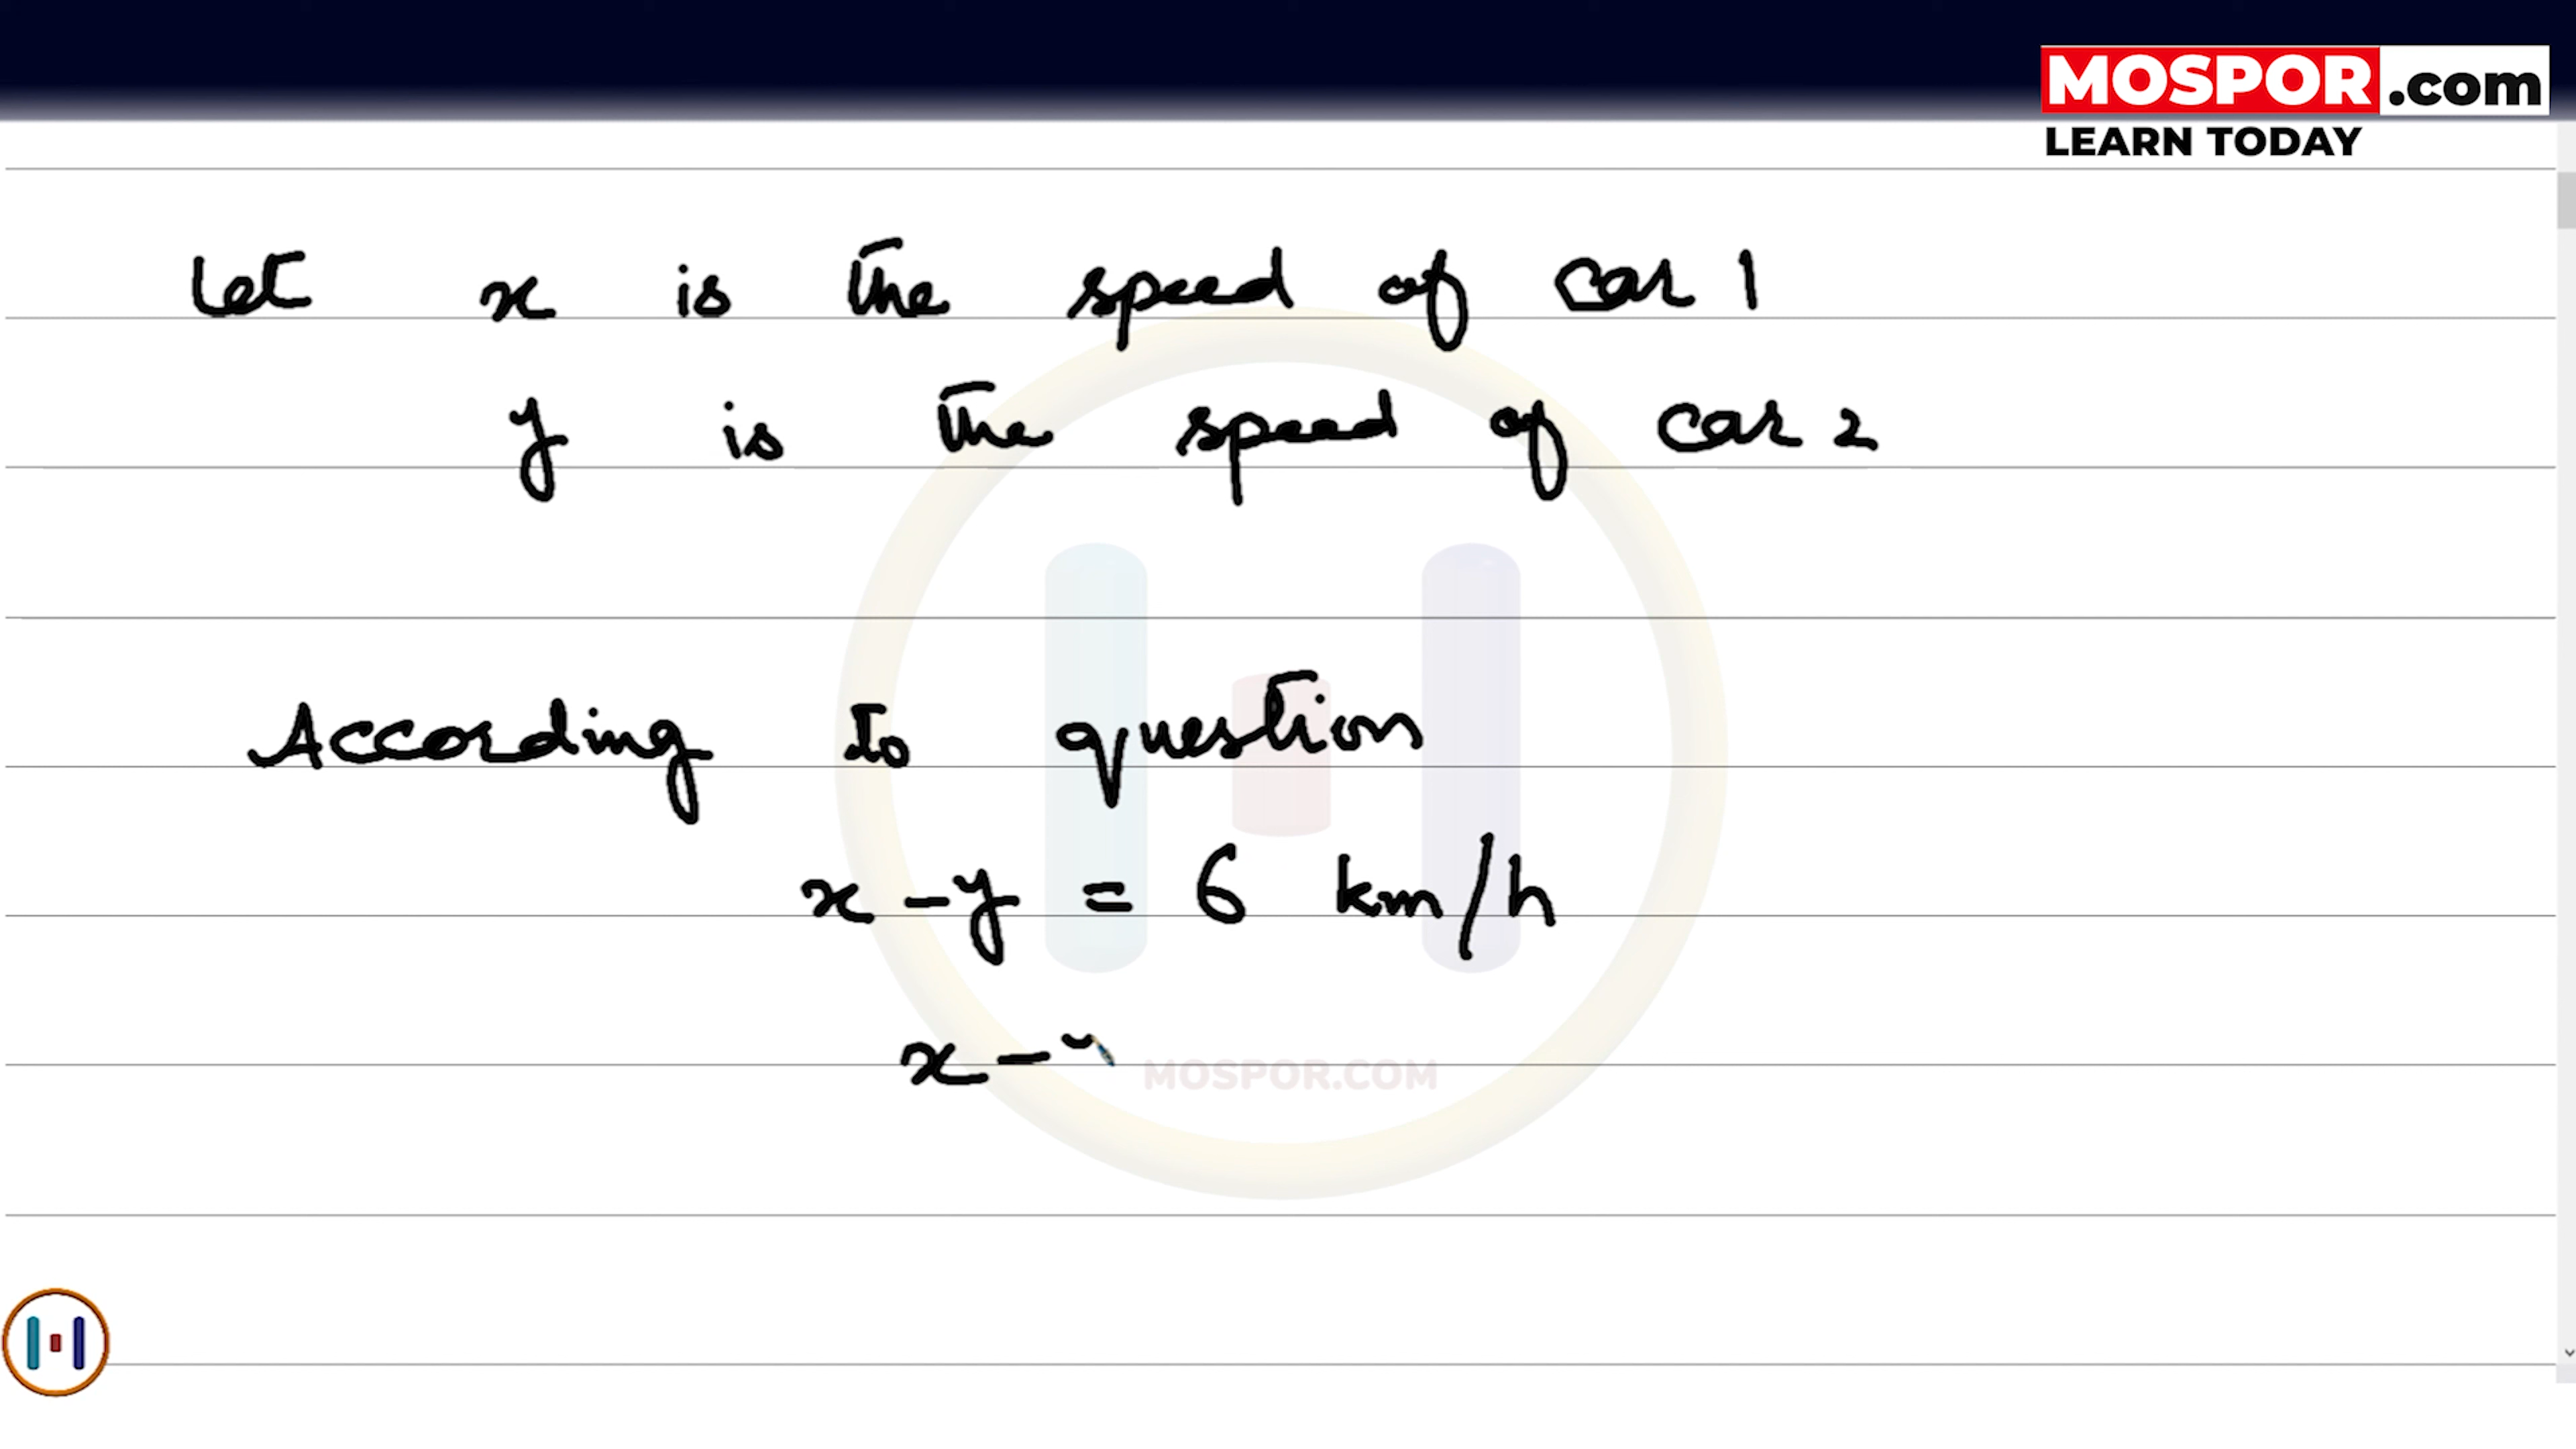 MOSPOR.com
LEARN TODAY
Let x is the speed of car 1
y is the speed of car 2
According to question
x - y = 6 km/h
x -
MOSPOR.COM